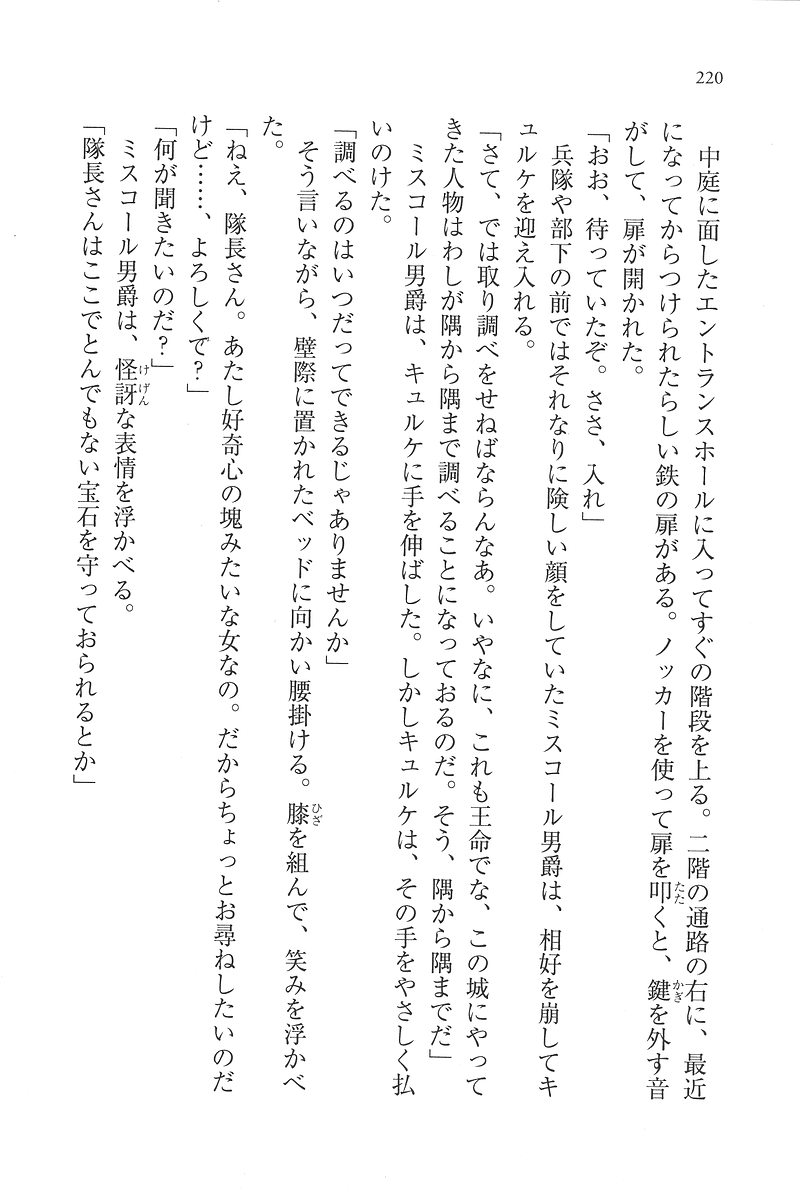 220
中庭に面したエントランスホールに入ってすぐの階段を上る。二階の通路の右に、最近
になってからつけられたらしい鉄の扉がある。ノッカーを使って扉を叩くと、鍵を外す音
がして、扉が開かれた。
「おお、待っていたぞ。ささ、入れ」
兵隊や部下の前ではそれなりに険しい顔をしていたミスコール男爵は、相好を崩してキ
ュルケを迎え入れる。
「さて、では取り調べをせねばならんなあ。いやなに、これも王命でな、この城にやって
きた人物はわしが隅から隅まで調べることになっておるのだ。そう、隅から隅までだ」
ミスコール男爵は、キュルケに手を伸ばした。しかしキュルケは、その手をやさしく払
いのけた。
「調べるのはいつだってできるじゃありませんか」
そう言いながら、壁際に置かれたベッドに向かい腰掛ける。膝を組んで、笑みを浮かべ
た。
「ねえ、隊長さん。あたし好奇心の塊みたいな女なの。だからちょっとお尋ねしたいのだ
けど……、よろしくて?」
「何が聞きたいのだ?」
ミスコール男爵は、怪訝な表情を浮かべる。
「隊長さんはここでとんでもない宝石を守っておられるとか」